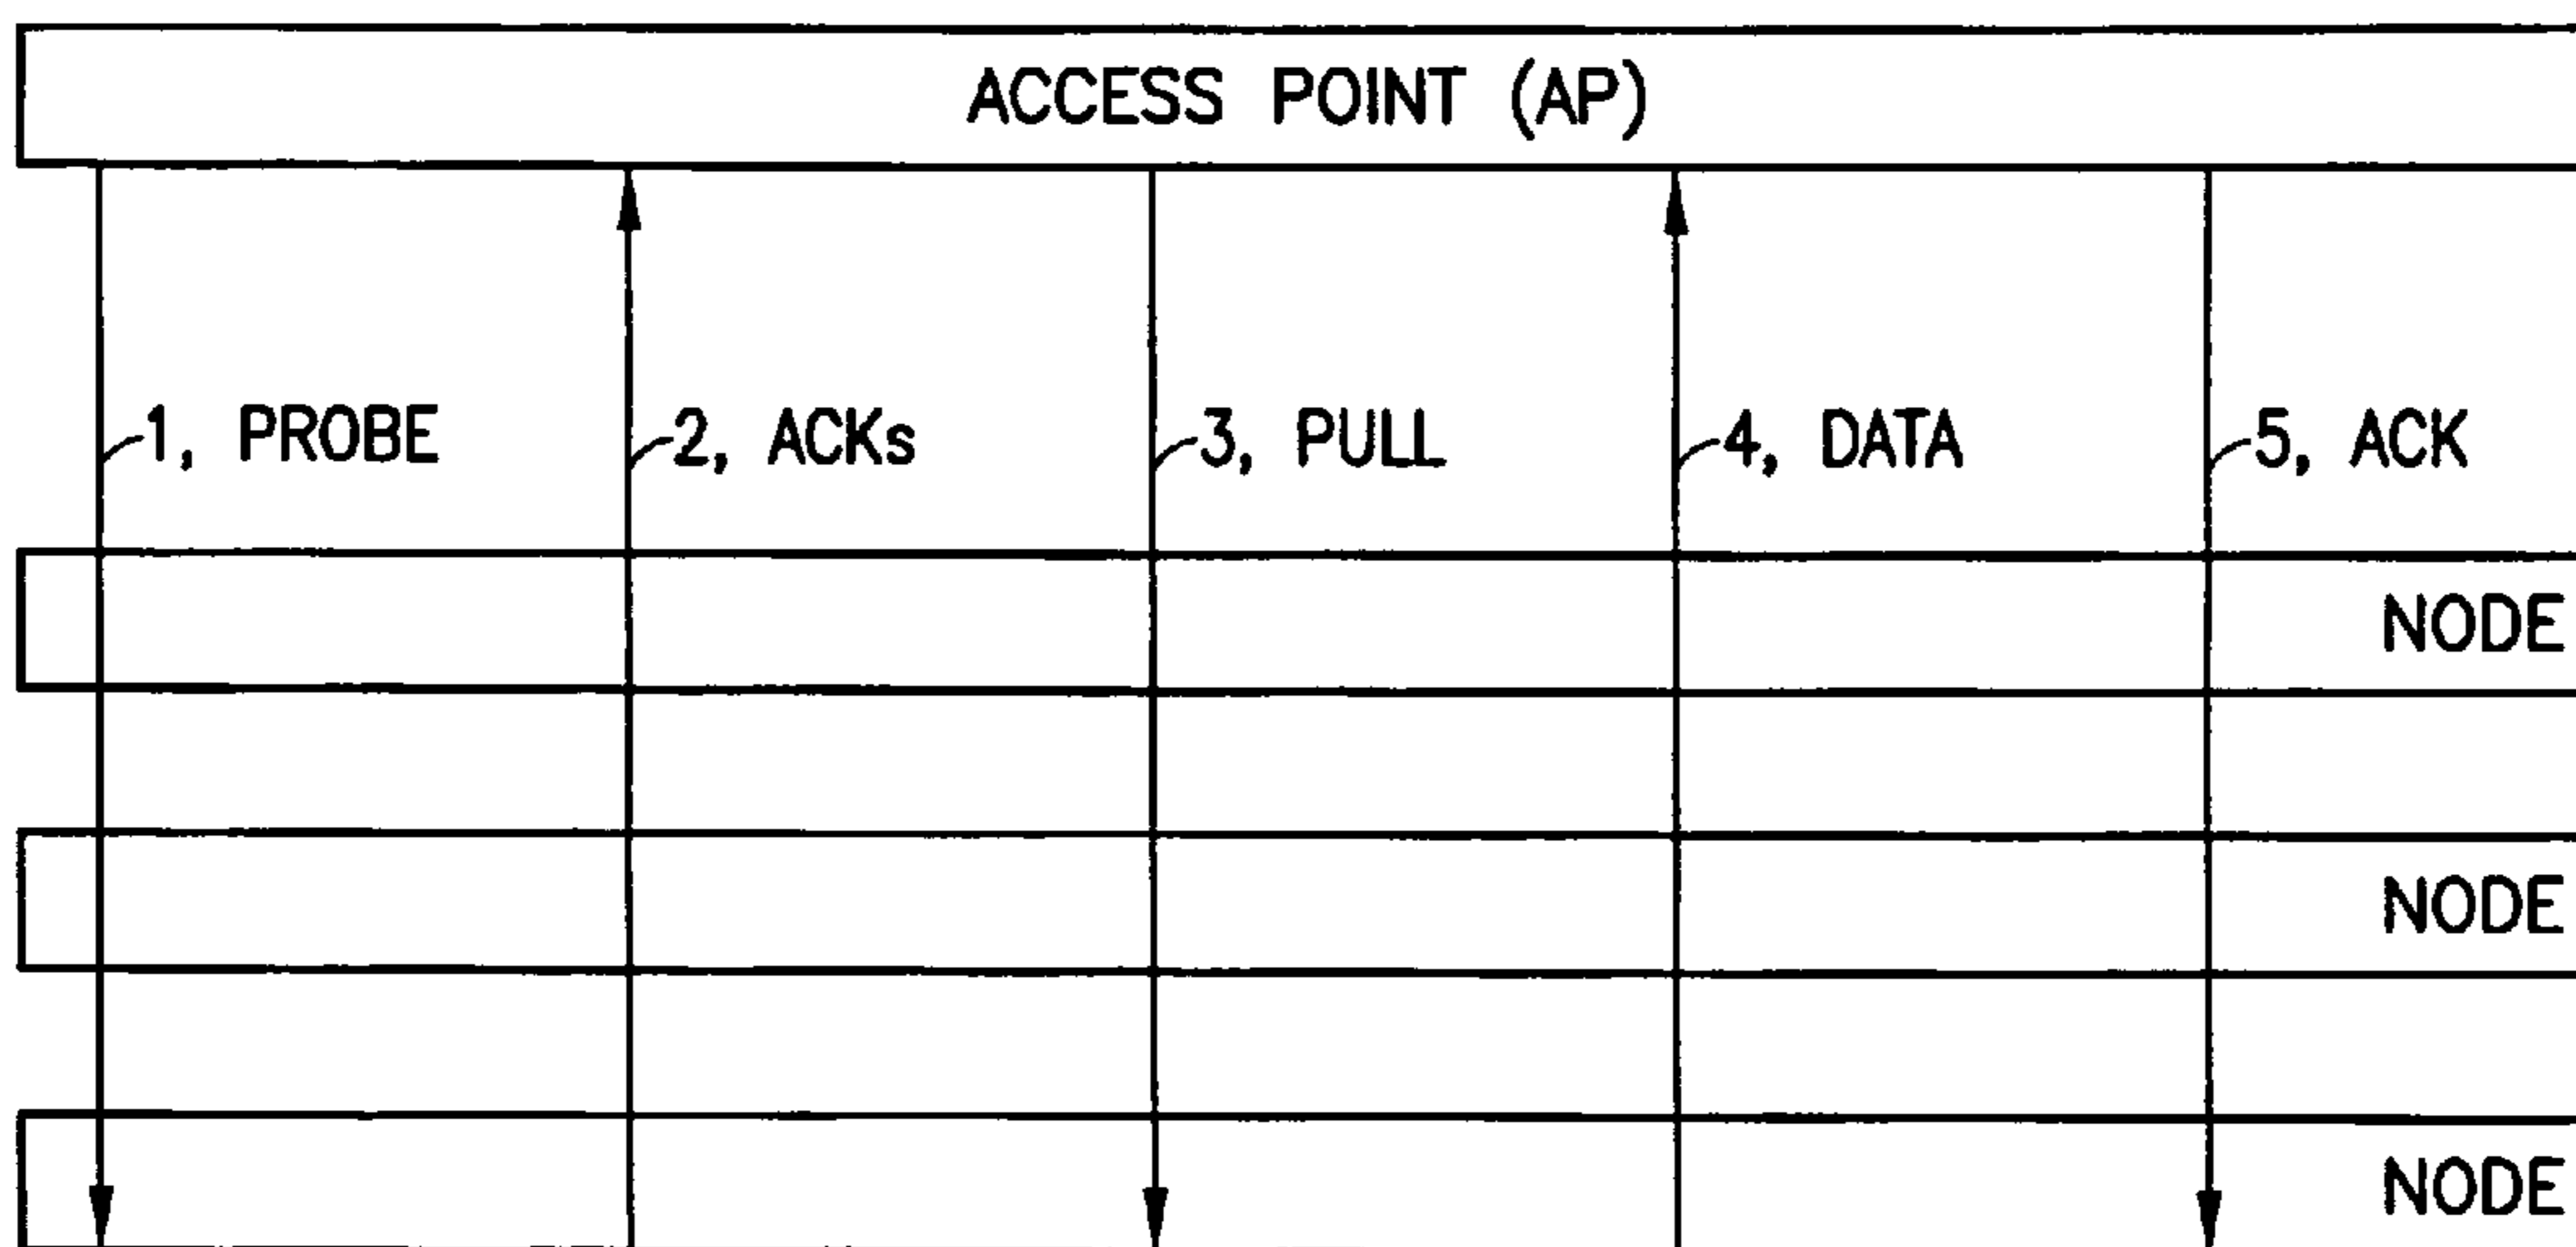 ACCESS POINT (AP)
1, PROBE 2, ACKs 3, PULL 4, DATA 5, ACK
NODE
NODE
NODE